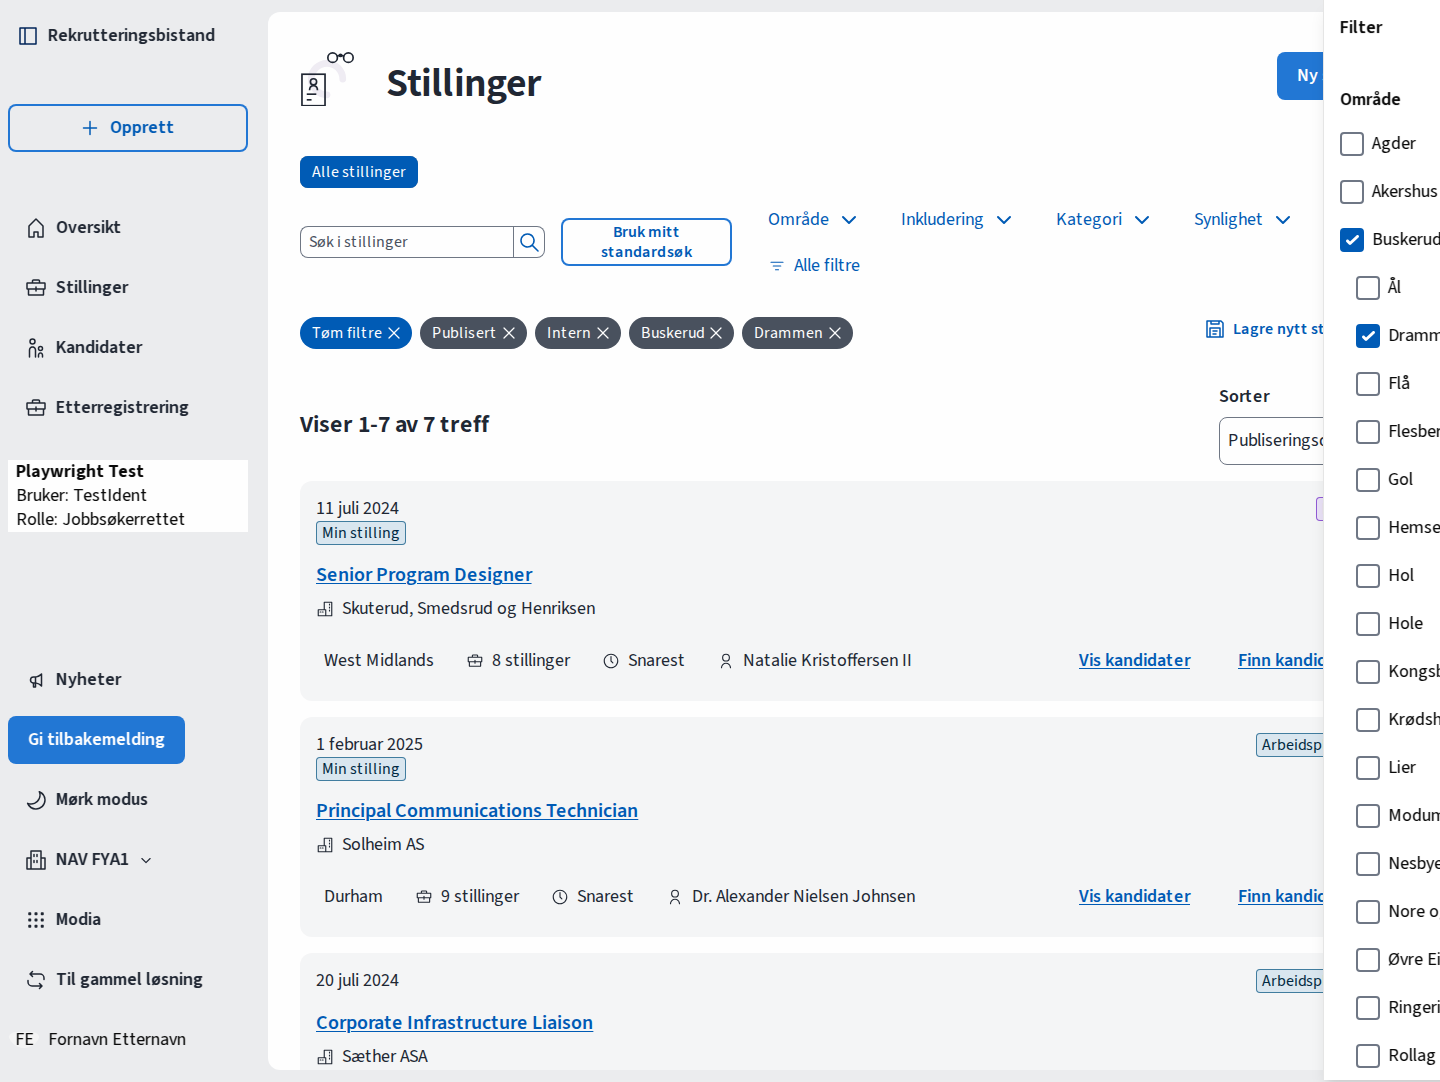 Rekrutteringsbistand
Opprett
Oversikt
Stillinger
Kandidater
Etterregistrering
Playwright Test
Bruker: TestIdent
Rolle: Jobbsøkerrettet
Nyheter
Gi tilbakemelding
Mørk modus
NAV FYA1
Modia
Til gammel løsning
FE Fornavn Etternavn
Stillinger
Ny
Alle stillinger
Søk i stillinger
Bruk mitt
standardsøk
Område Inkludering Kategori Synlighet
Alle filtre
Tøm filtre Publisert Intern Buskerud Drammen
Lagre nytt st
Viser 1-7 av 7 treff
Sorter
11 juli 2024
Min stilling
Senior Program Designer
Skuterud, Smedsrud og Henriksen
West Midlands 8 stillinger Snarest Natalie Kristoffersen II Vis kandidater Finn kandid
1 februar 2025
Arbeidsp
Min stilling
Principal Communications Technician
Solheim AS
Durham 9 stillinger Snarest Dr. Alexander Nielsen Johnsen Vis kandidater Finn kandid
20 juli 2024
Arbeidsp
Corporate Infrastructure Liaison
Sæther ASA
Filter
Område
Agder
Akershus
Buskerud
Ål
Dramm
Flå
Flesber
Gol
Hemse
Hol
Hole
Kongsb
Krødsh
Lier
Modum
Nesbye
Nore o
Øvre Ei
Ringeri
Rollag